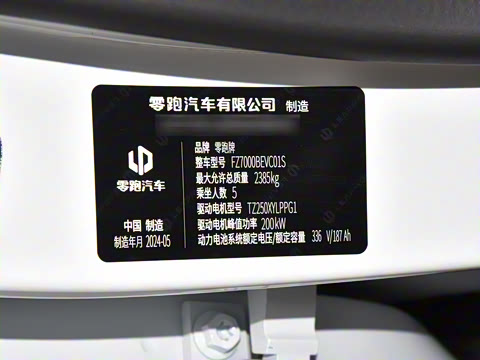 零跑汽车有限公司 制造
品牌 零跑牌
整车型号 FZ7000BEVC01S
最大允许总质量 2385kg
乘坐人数 5
驱动电机型号 TZ250XYLPPG1
驱动电机峰值功率 200kW
动力电池系统额定电压/额定容量 336 V/187 Ah
零跑汽车
中国 制造
制造年月 2024-05